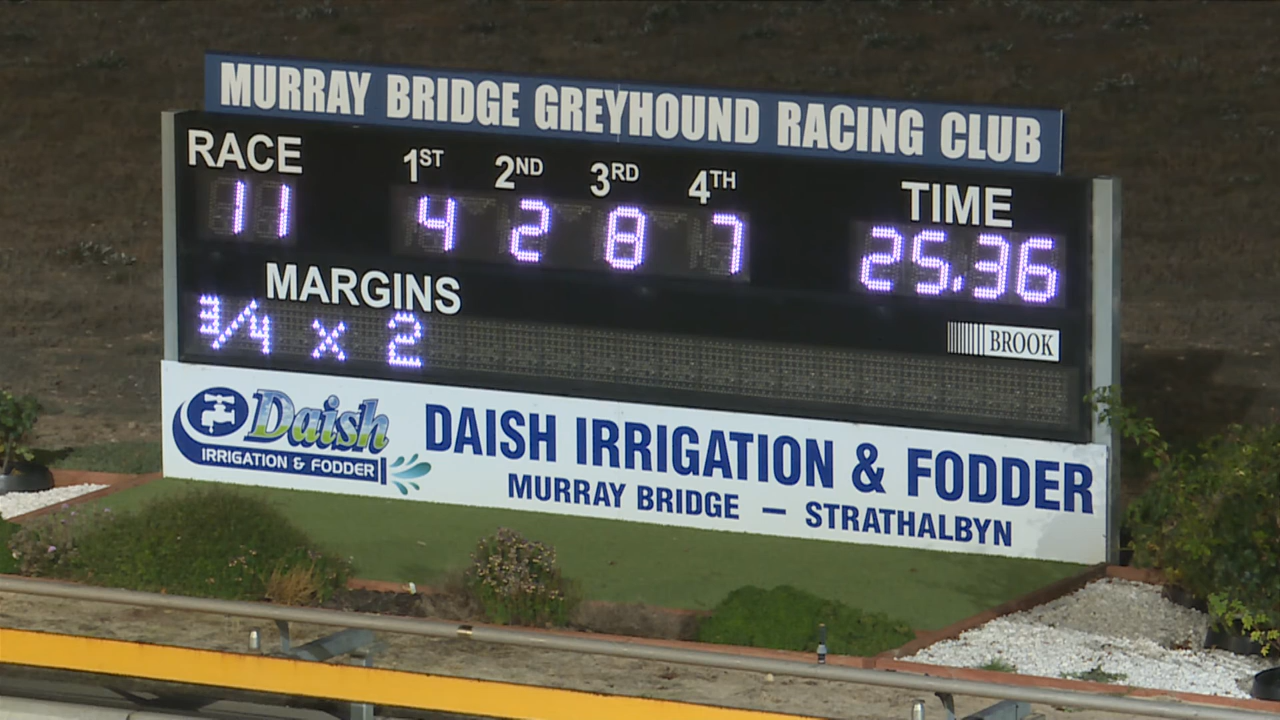 MURRAY BRIDGE GREYHOUND RACING CLUB
RACE 1ST 2ND 3RD 4TH TIME
11 4 2 8 7 25.36
MARGINS
3/4 x 2
BROOK
Daish
IRRIGATION & FODDER
DAISH IRRIGATION & FODDER
MURRAY BRIDGE – STRATHALBYN